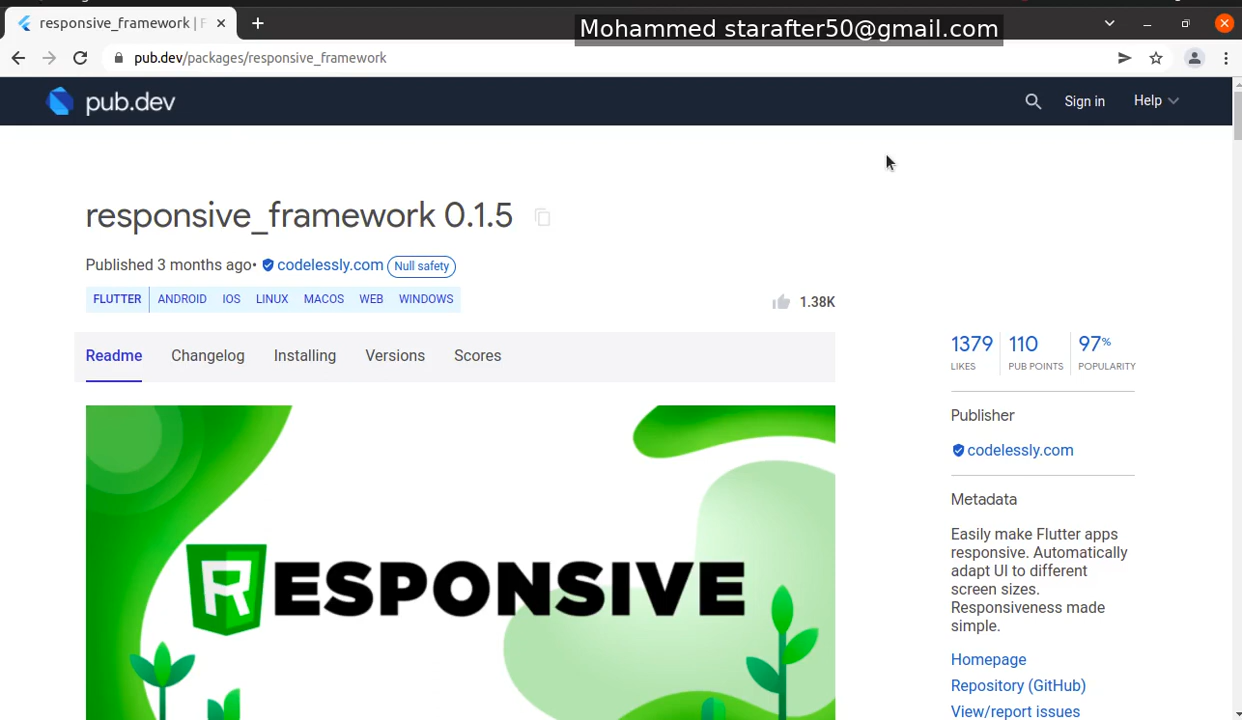 responsive_framework | F
Mohammed starafter50@gmail.com
pub.dev/packages/responsive_framework
pub.dev
Sign in
Help
responsive_framework 0.1.5
Published 3 months ago• codelessly.com Null safety
FLUTTER ANDROID IOS LINUX MACOS WEB WINDOWS
1.38K
Readme Changelog Installing Versions Scores
RESPONSIVE
1379 110 97%
LIKES PUB POINTS POPULARITY
Publisher
codelessly.com
Metadata
Easily make Flutter apps
responsive. Automatically
adapt UI to different
screen sizes.
Responsiveness made
simple.
Homepage
Repository (GitHub)
View/report issues